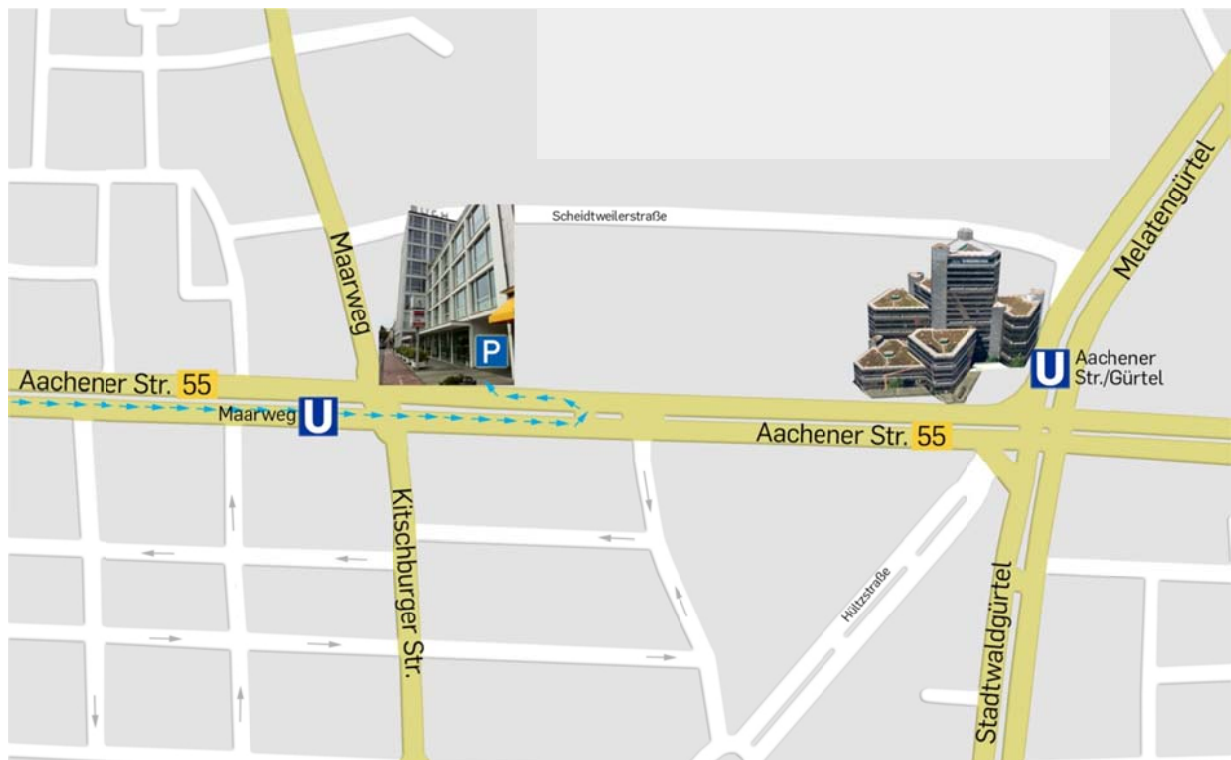 Scheidtweilerstraße
Melatengürtel
Maarweg
P
Aachener Str. 55
Maarweg U
U Aachener
Str./Gürtel
Aachener Str. 55
Kitschburger Str.
Hültzstraße
Stadtwaldgürtel